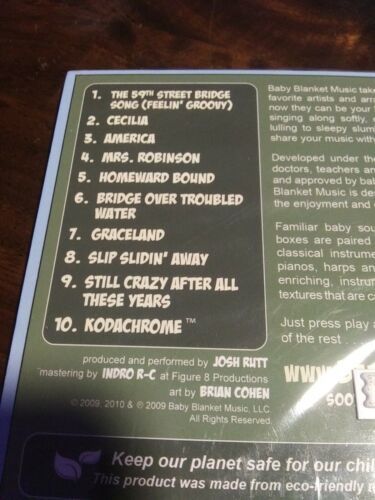 1. THE 59TH STREET BRIDGE
SONG (FEELIN' GROOVY)
2. CECILIA
3. AMERICA
4. MRS. ROBINSON
5. HOMEWARD BOUND
6. BRIDGE OVER TROUBLED
WATER
7. GRACELAND
8. SLIP SLIDIN' AWAY
9. STILL CRAZY AFTER ALL
THESE YEARS
10. KODACHROME™
produced and performed by JOSH RUTT
mastering by INDRO R-C at Figure 8 Productions
art by BRIAN COHEN
© 2009, 2010 & ℗ 2009 Baby Blanket Music, LLC
All Rights Reserved
Baby Blanket Music take
favorite artists and arr
now they can be your
singing along softly,
lulling to sleepy slum
share your music with
Developed under the
doctors, teachers an
and approved by bab
Blanket Music is de
the enjoyment and
Familiar baby sou
boxes are paired
classical instrume
pianos, harps an
enriching, instrum
textures that are c
Just press play a
of the rest
www.
Keep our planet safe for our chil
This product was made from eco-friendly